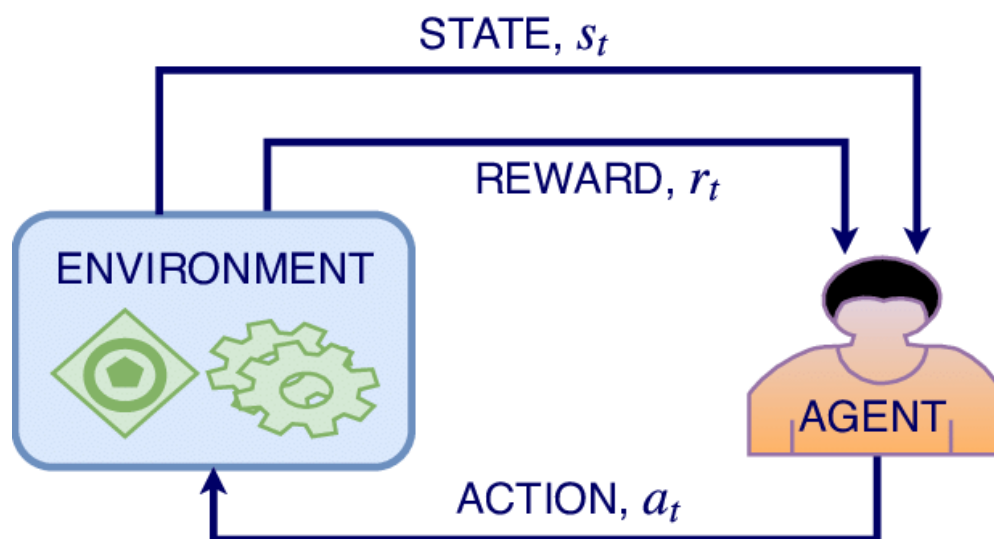 STATE, sₜ
REWARD, rₜ
ENVIRONMENT
AGENT
ACTION, aₜ